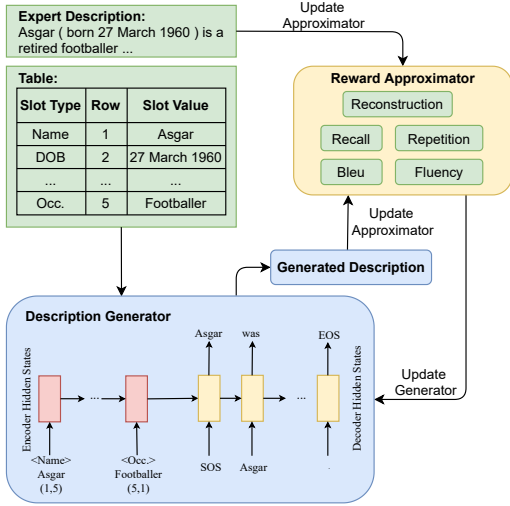 Expert Description:
Asgar ( born 27 March 1960 ) is a
retired footballer ...
Update
Approximator
Table:
Slot Type Row Slot Value
Name 1 Asgar
DOB 2 27 March 1960
... ... ...
Occ. 5 Footballer
Reward Approximator
Reconstruction
Recall Repetition
Bleu Fluency
Update
Approximator
Generated Description
Update
Generator
Description Generator
Encoder Hidden States
Asgar was EOS
... ...
Decoder Hidden States
<Name> <Occ.> SOS Asgar .
Asgar Footballer
(1,5) (5,1)